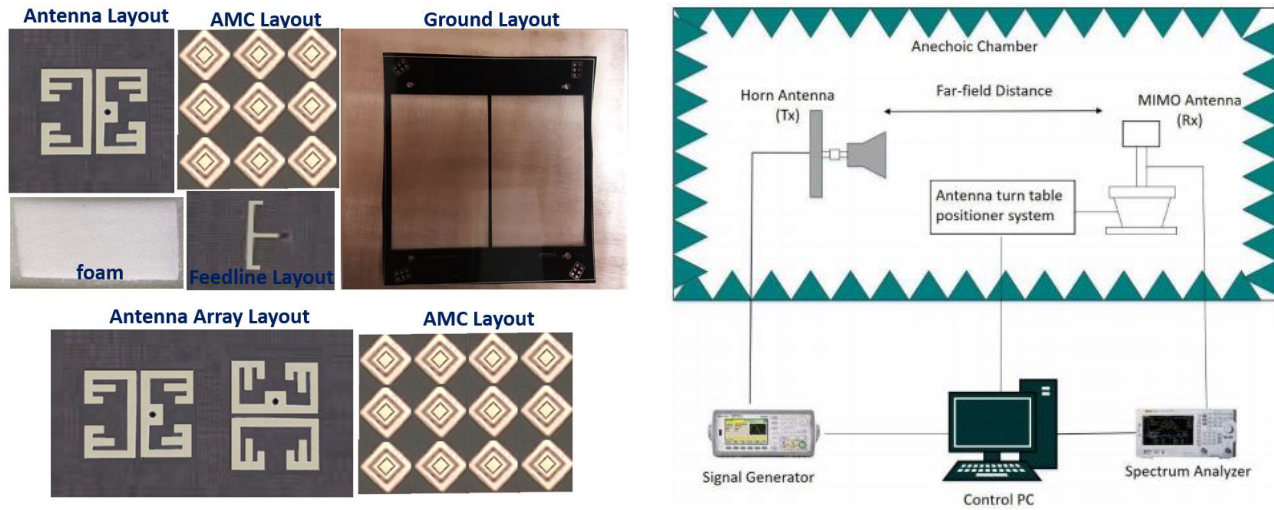 Antenna Layout
AMC Layout
Ground Layout
foam
Feedline Layout
Antenna Array Layout
AMC Layout
Anechoic Chamber
Horn Antenna
(Tx)
Far-field Distance
MIMO Antenna
(Rx)
Antenna turn table
positioner system
Signal Generator
Control PC
Spectrum Analyzer